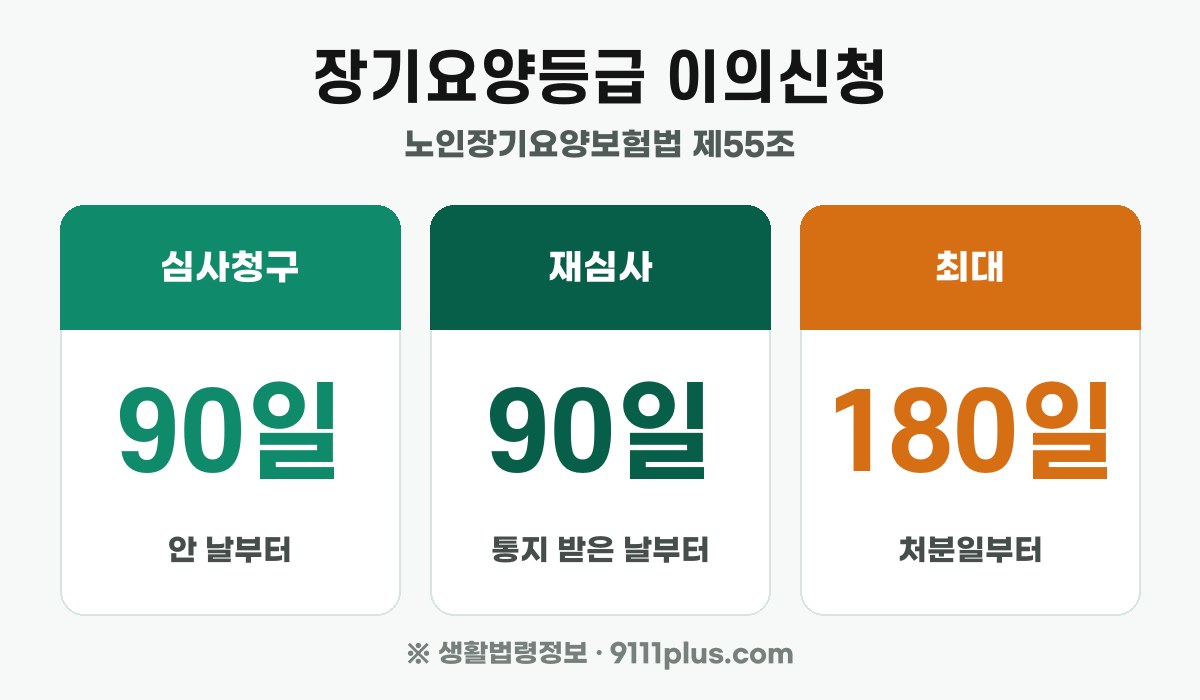 장기요양등급 이의신청
노인장기요양보험법 제55조
심사청구
90일
안 날부터
재심사
90일
통지 받은 날부터
최대
180일
처분일부터
※ 생활법령정보 · 9111plus.com